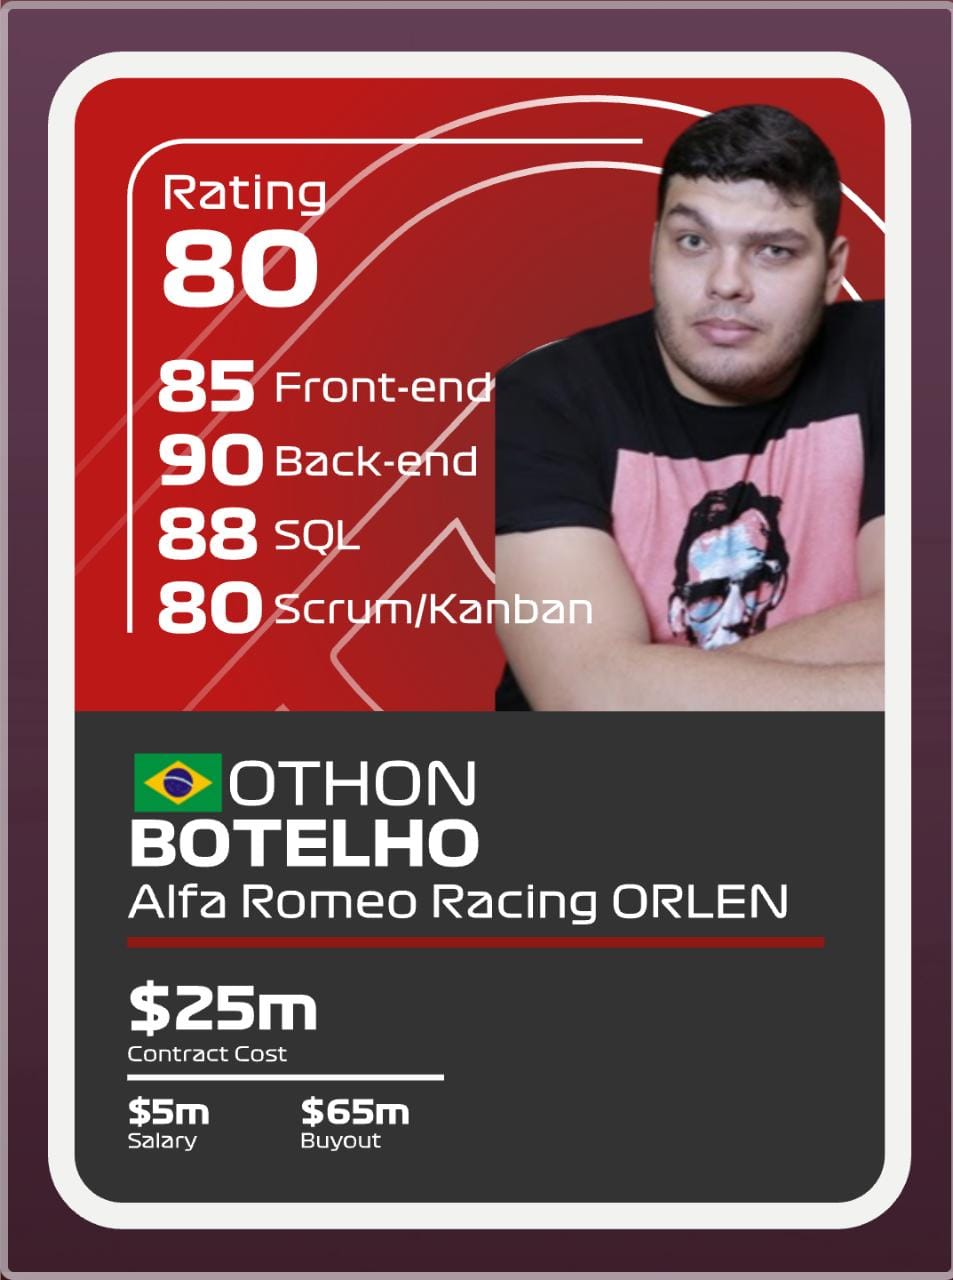 Rating
80
85 Front-end
90 Back-end
88 SQL
80 Scrum/Kanban
OTHON
BOTELHO
Alfa Romeo Racing ORLEN
$25m
Contract Cost
$5m $65m
Salary Buyout